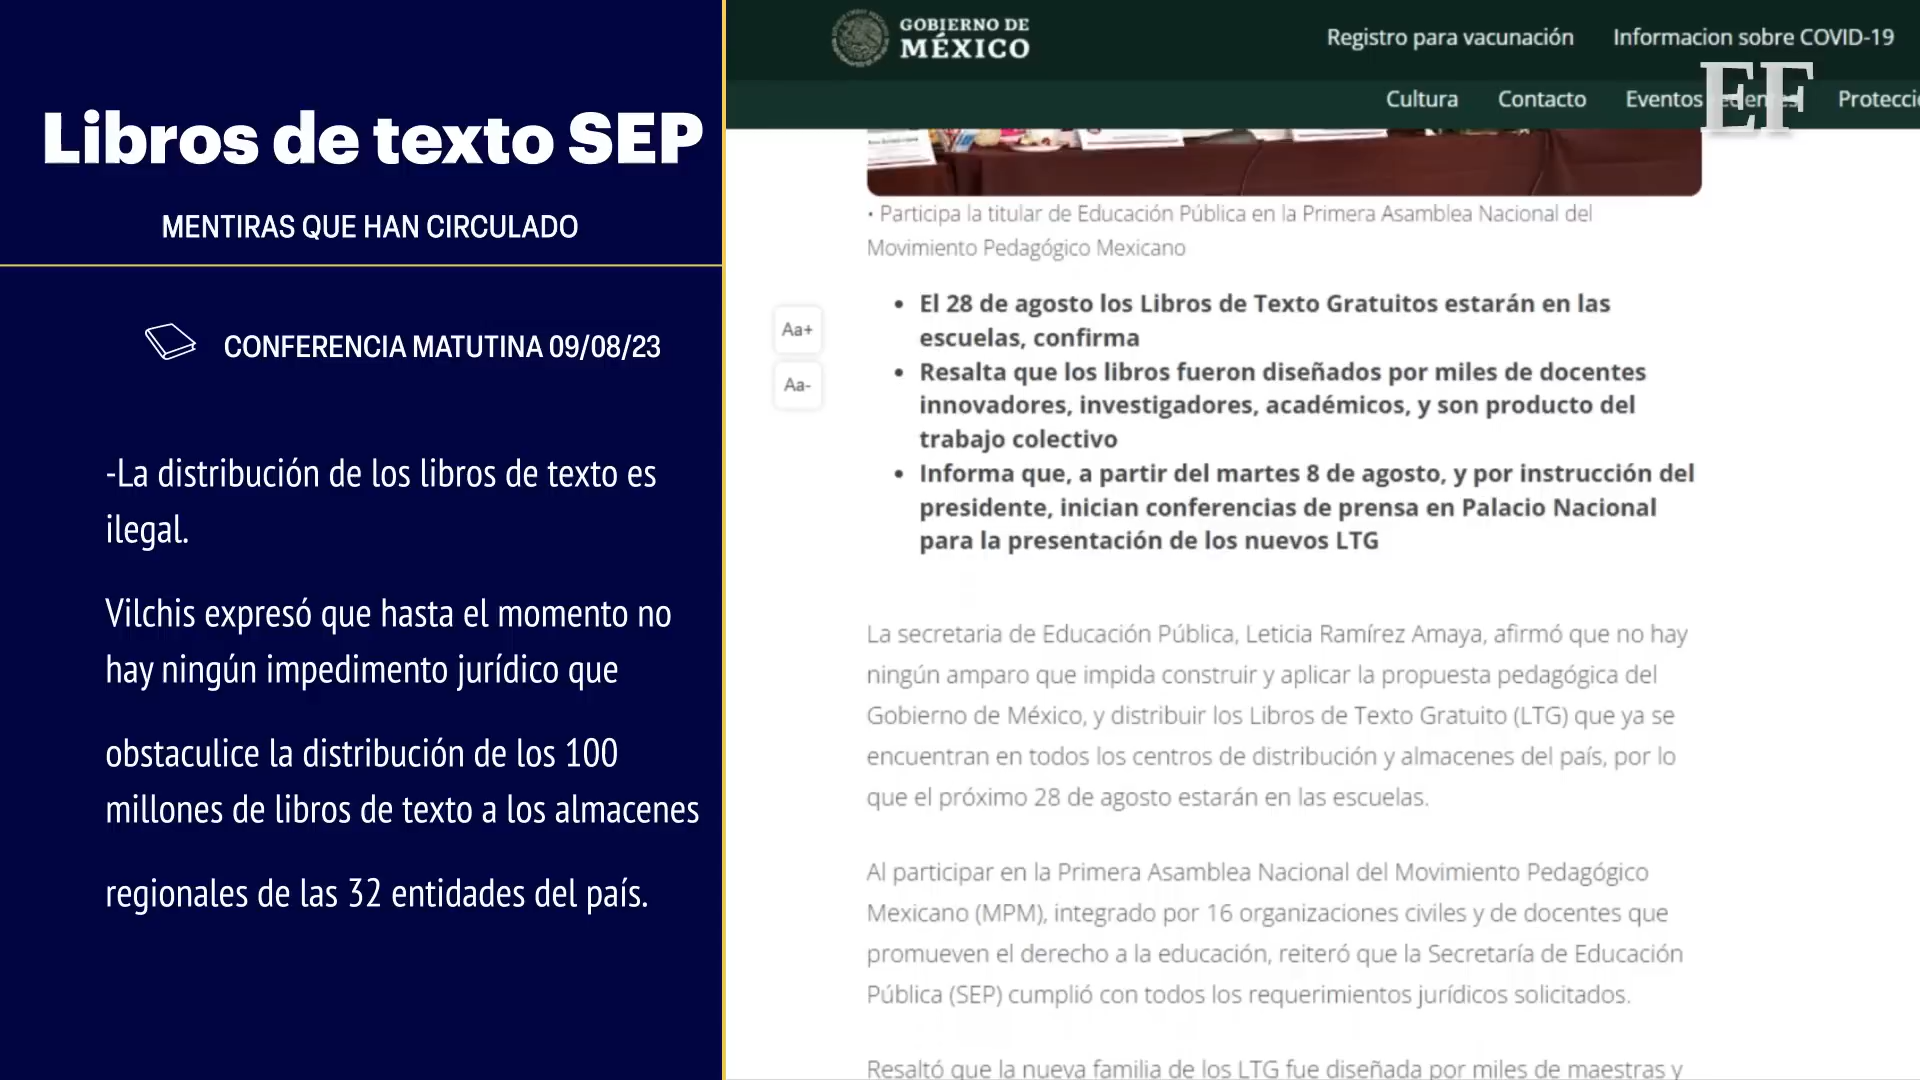 Libros de texto SEP
MENTIRAS QUE HAN CIRCULADO
CONFERENCIA MATUTINA 09/08/23
-La distribución de los libros de texto es
ilegal.
Vilchis expresó que hasta el momento no
hay ningún impedimento jurídico que
obstaculice la distribución de los 100
millones de libros de texto a los almacenes
regionales de las 32 entidades del país.
GOBIERNO DE
MÉXICO
Registro para vacunación
Informacion sobre COVID-19
EF
Cultura
Contacto
Eventos
• Participa la titular de Educación Pública en la Primera Asamblea Nacional del
Movimiento Pedagógico Mexicano
Aa+
Aa-
• El 28 de agosto los Libros de Texto Gratuitos estarán en las
escuelas, confirma
• Resalta que los libros fueron diseñados por miles de docentes
innovadores, investigadores, académicos, y son producto del
trabajo colectivo
• Informa que, a partir del martes 8 de agosto, y por instrucción del
presidente, inician conferencias de prensa en Palacio Nacional
para la presentación de los nuevos LTG
La secretaria de Educación Pública, Leticia Ramírez Amaya, afirmó que no hay
ningún amparo que impida construir y aplicar la propuesta pedagógica del
Gobierno de México, y distribuir los Libros de Texto Gratuito (LTG) que ya se
encuentran en todos los centros de distribución y almacenes del país, por lo
que el próximo 28 de agosto estarán en las escuelas.
Al participar en la Primera Asamblea Nacional del Movimiento Pedagógico
Mexicano (MPM), integrado por 16 organizaciones civiles y de docentes que
promueven el derecho a la educación, reiteró que la Secretaría de Educación
Pública (SEP) cumplió con todos los requerimientos jurídicos solicitados.
Resaltó que la nueva familia de los LTG fue diseñada por miles de maestras y